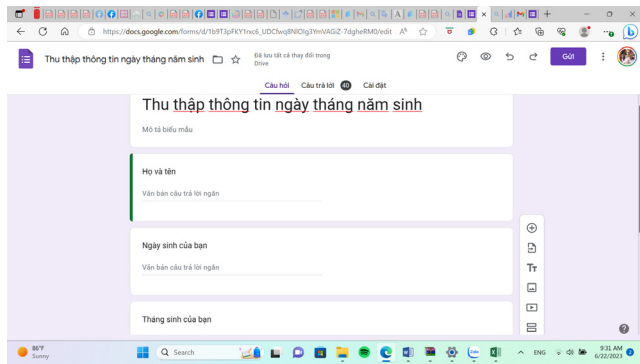 https://docs.google.com/forms/d/1b9T3pFKY1rxc6_UDCfwq8NlOIg3YmVAGiZ-7dgheRM0/edit
Thu thập thông tin ngày tháng năm sinh
Đã lưu tất cả thay đổi trong
Drive
Gửi
Câu hỏi Câu trả lời 40 Cài đặt
Thu thập thông tin ngày tháng năm sinh
Mô tả biểu mẫu
Họ và tên
Văn bản câu trả lời ngắn
Ngày sinh của bạn
Văn bản câu trả lời ngắn
Tháng sinh của bạn
86°F
Sunny
Search
ENG
9:31 AM
6/22/2023